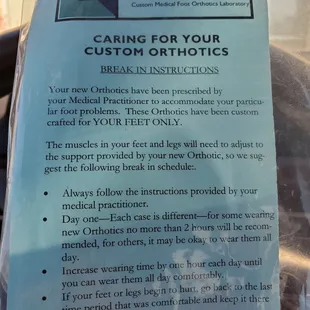 Custom Medical Foot Orthotics Laboratory
CARING FOR YOUR
CUSTOM ORTHOTICS
BREAK IN INSTRUCTIONS
Your new Orthotics have been prescribed by
your Medical Practitioner to accommodate your particu-
lar foot problems. These Orthotics have been custom
crafted for YOUR FEET ONLY.
The muscles in your feet and legs will need to adjust to
the support provided by your new Orthotic, so we sug-
gest the following break in schedule:.
• Always follow the instructions provided by your
medical practitioner.
• Day one—Each case is different—for some wearing
new Orthotics no more than 2 hours will be recom-
mended, for others, it may be okay to wear them all
day.
• Increase wearing time by one hour each day until
you can wear them all day comfortably.
• If your feet or legs begin to hurt, go back to the last
time period that was comfortable and keep it there